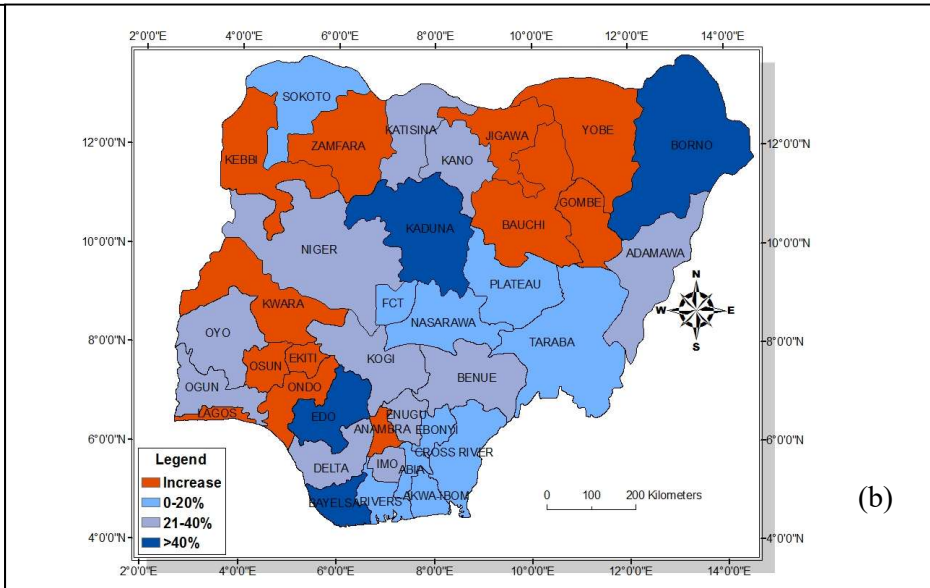 2°0'0"E 4°0'0"E 6°0'0"E 8°0'0"E 10°0'0"E 12°0'0"E 14°0'0"E
SOKOTO
12°0'0"N KEBBI ZAMFARA KATISINA KANO JIGAWA YOBE BORNO 12°0'0"N
GOMBE
KADUNA BAUCHI
10°0'0"N NIGER ADAMAWA 10°0'0"N
PLATEAU
N
FCT
KWARA NASARAWA
W E
OYO TARABA
S
8°0'0"N KOGI 8°0'0"N
OSUN EKITI
BENUE
OGUN ONDO
LAGOS EDO ENUGU
ANAMBRA EBONYI
6°0'0"N 6°0'0"N
CROSS RIVER
DELTA IMO ABIA
BAYELSA RIVERS AKWA-IBOM
0 100 200 Kilometers
(b)
Legend
Increase
0-20%
21-40%
>40%
4°0'0"N 4°0'0"N
2°0'0"E 4°0'0"E 6°0'0"E 8°0'0"E 10°0'0"E 12°0'0"E 14°0'0"E